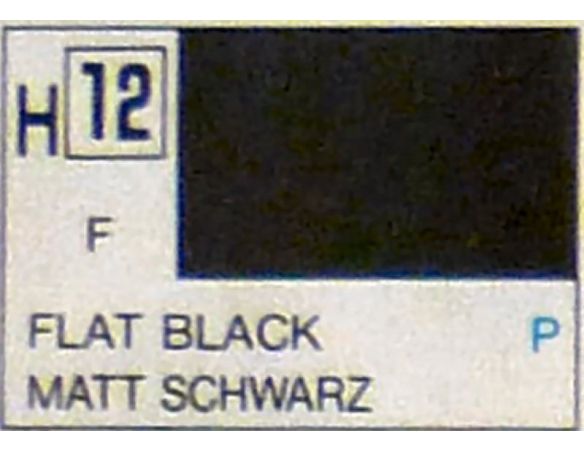 H 12
F
FLAT BLACK P
MATT SCHWARZ